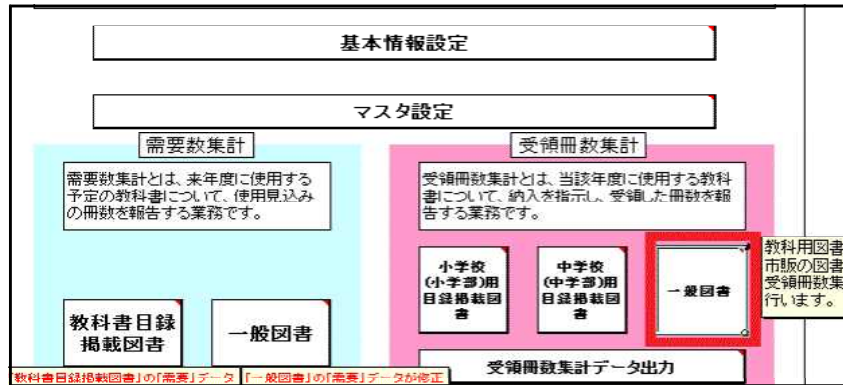 基本情報設定
マスタ設定
需要数集計
受領冊数集計
需要数集計とは、来年度に使用する
予定の教科書について、使用見込み
の冊数を報告する業務です。
受領冊数集計とは、当該年度に使用する教科
書について、納入を指示し、受領した冊数を報
告する業務です。
小学校
(小学部)用
目録掲載図
書
中学校
(中学部)用
目録掲載図
書
一般図書
教科用図書
市販の図書
受領冊数集
行います。
教科書目録
掲載図書
一般図書
受領冊数集計データ出力
「教科書目録掲載図書」の「需要」データ
「一般図書」の「需要」データが修正